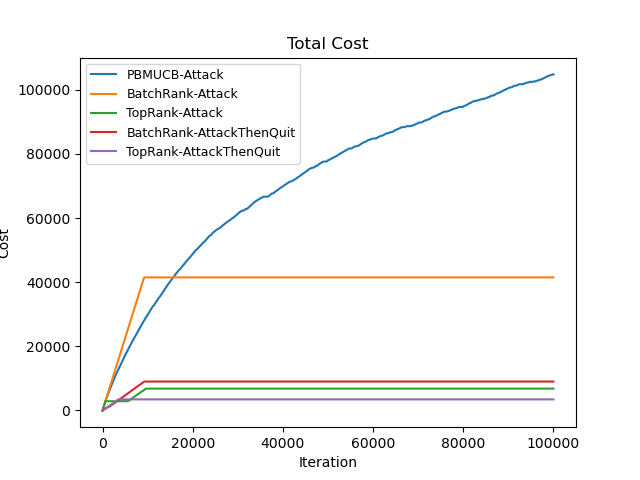 Total Cost
PBMUCB-Attack
BatchRank-Attack
TopRank-Attack
BatchRank-AttackThenQuit
TopRank-AttackThenQuit
100000
80000
60000
40000
20000
0
Cost
0 20000 40000 60000 80000 100000
Iteration